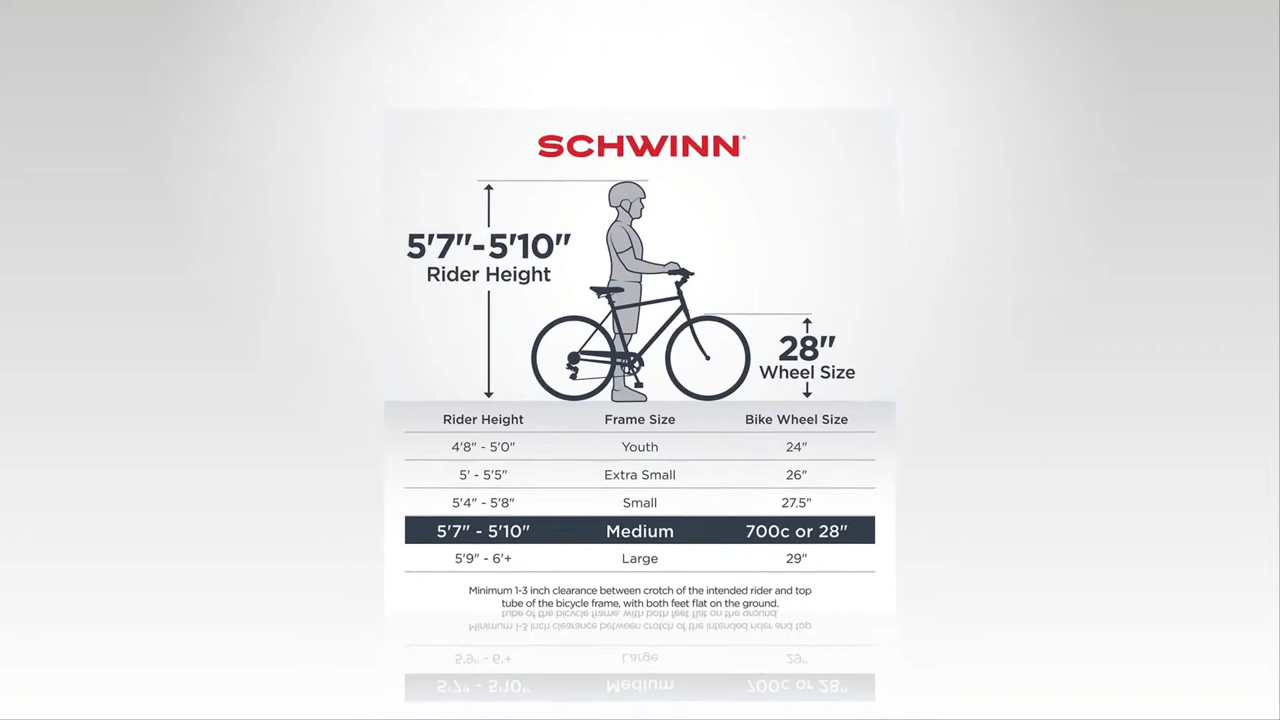 SCHWINN®
5'7"-5'10"
Rider Height
28"
Wheel Size
Rider Height Frame Size Bike Wheel Size
4'8" - 5'0" Youth 24"
5' - 5'5" Extra Small 26"
5'4" - 5'8" Small 27.5"
5'7" - 5'10" Medium 700c or 28"
5'9" - 6'+ Large 29"
Minimum 1-3 inch clearance between crotch of the intended rider and top
tube of the bicycle frame, with both feet flat on the ground.